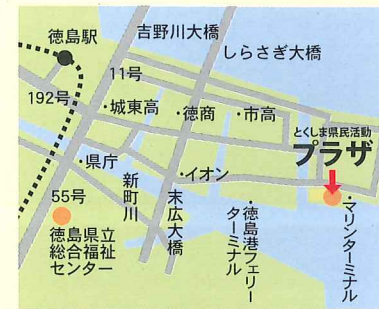 吉野川大橋
徳島駅
しらさぎ大橋
11号
192号
・城東高
・徳商
・市高
とくしま県民活動
プラザ
・県庁
・イオン
新町川
末広大橋
55号
徳島県立
総合福祉
センター
・徳島港フェリー
ターミナル
・マリンターミナル